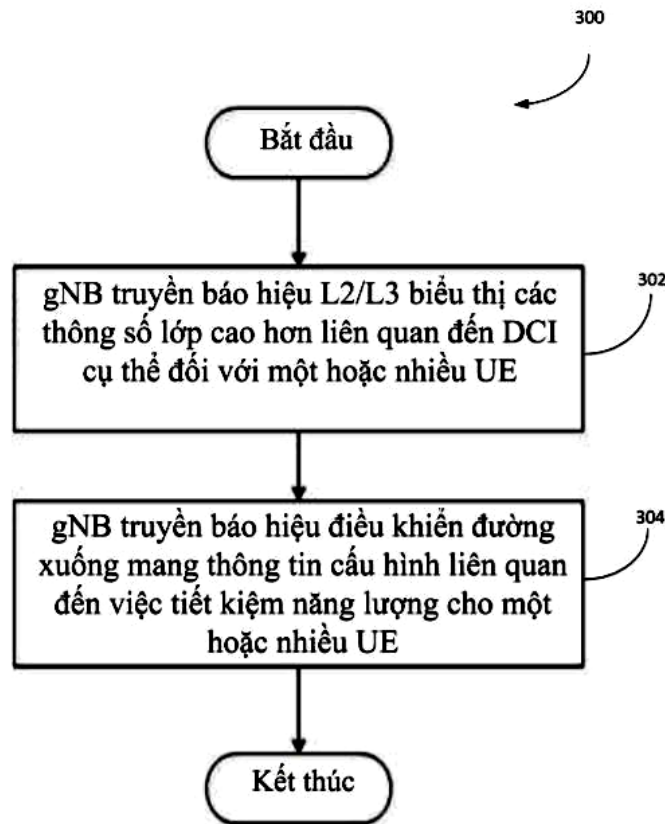 300
Bắt đầu
gNB truyền báo hiệu L2/L3 biểu thị các
thông số lớp cao hơn liên quan đến DCI
cụ thể đối với một hoặc nhiều UE
302
gNB truyền báo hiệu điều khiển đường
xuống mang thông tin cấu hình liên quan
đến việc tiết kiệm năng lượng cho một
hoặc nhiều UE
304
Kết thúc